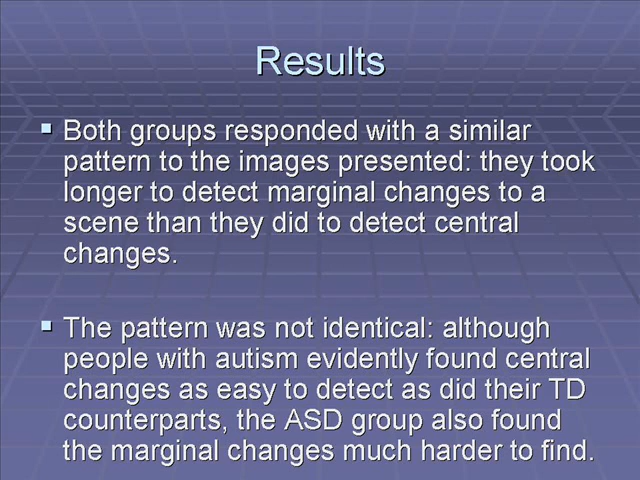 Results
▪ Both groups responded with a similar
pattern to the images presented: they took
longer to detect marginal changes to a
scene than they did to detect central
changes.
▪ The pattern was not identical: although
people with autism evidently found central
changes as easy to detect as did their TD
counterparts, the ASD group also found
the marginal changes much harder to find.